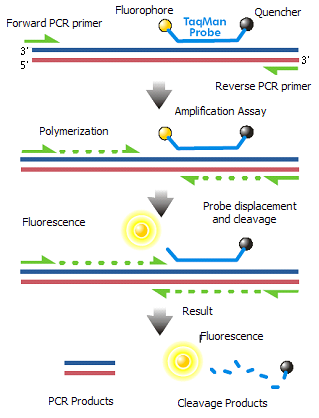 Fluorophore
TaqMan
Probe
Quencher
Forward PCR primer
3'
5'
3'
Reverse PCR primer
Amplification Assay
Polymerization
Probe displacement
and cleavage
Fluorescence
Result
Fluorescence
PCR Products
Cleavage Products